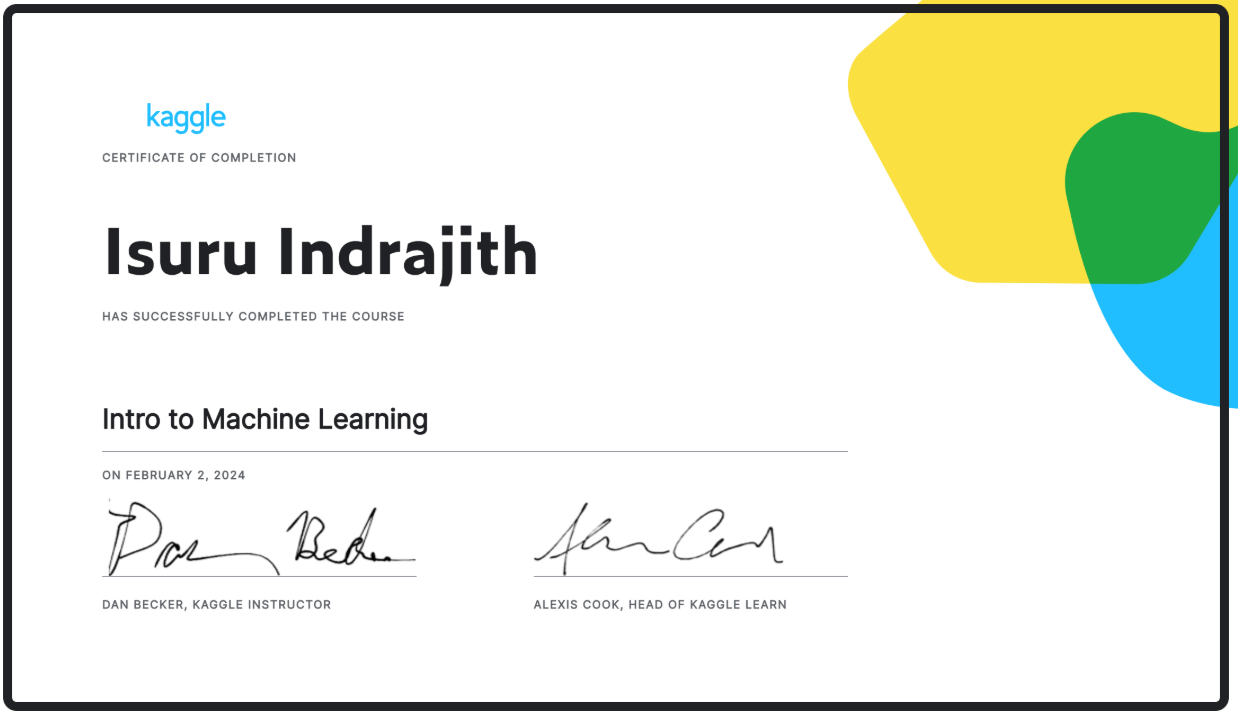 kaggle
CERTIFICATE OF COMPLETION
Isuru Indrajith
HAS SUCCESSFULLY COMPLETED THE COURSE
Intro to Machine Learning
ON FEBRUARY 2, 2024
Dan Becker
Alexis Cook
DAN BECKER, KAGGLE INSTRUCTOR
ALEXIS COOK, HEAD OF KAGGLE LEARN